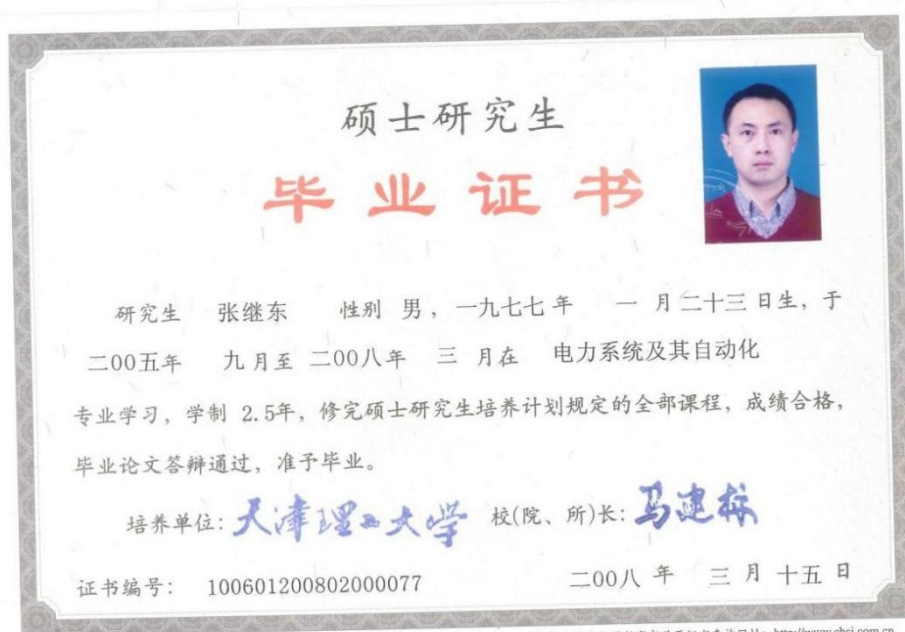 硕士研究生
毕业证书
研究生 张继东 性别 男，一九七七年 一 月二十三日生，于
二00五年 九月至 二00八年 三 月在 电力系统及其自动化
专业学习，学制 2.5年，修完硕士研究生培养计划规定的全部课程，成绩合格，
毕业论文答辩通过，准予毕业。
培养单位：天津理工大学 校(院、所)长：马建标
证书编号： 100601200802000077 二00八 年 三 月 十五 日
http://www.chsi.com.cn